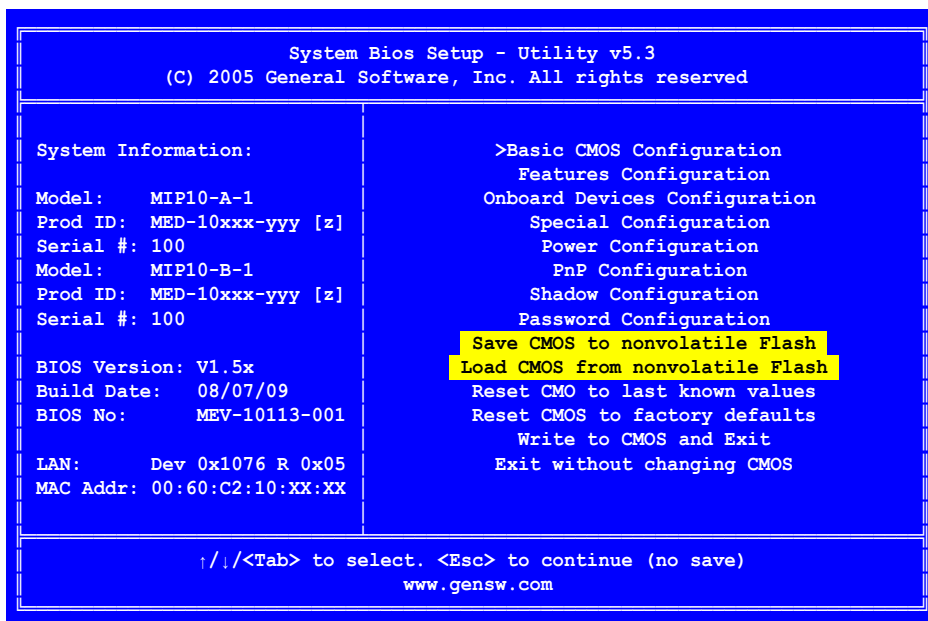 System Bios Setup - Utility v5.3
(C) 2005 General Software, Inc. All rights reserved
System Information:
Model: MIP10-A-1
Prod ID: MED-10xxx-yyy [z]
Serial #: 100
Model: MIP10-B-1
Prod ID: MED-10xxx-yyy [z]
Serial #: 100
BIOS Version: V1.5x
Build Date: 08/07/09
BIOS No: MEV-10113-001
LAN: Dev 0x1076 R 0x05
MAC Addr: 00:60:C2:10:XX:XX
>Basic CMOS Configuration
Features Configuration
Onboard Devices Configuration
Special Configuration
Power Configuration
PnP Configuration
Shadow Configuration
Password Configuration
Save CMOS to nonvolatile Flash
Load CMOS from nonvolatile Flash
Reset CMO to last known values
Reset CMOS to factory defaults
Write to CMOS and Exit
Exit without changing CMOS
↑/↓/<Tab> to select. <Esc> to continue (no save)
www.gensw.com